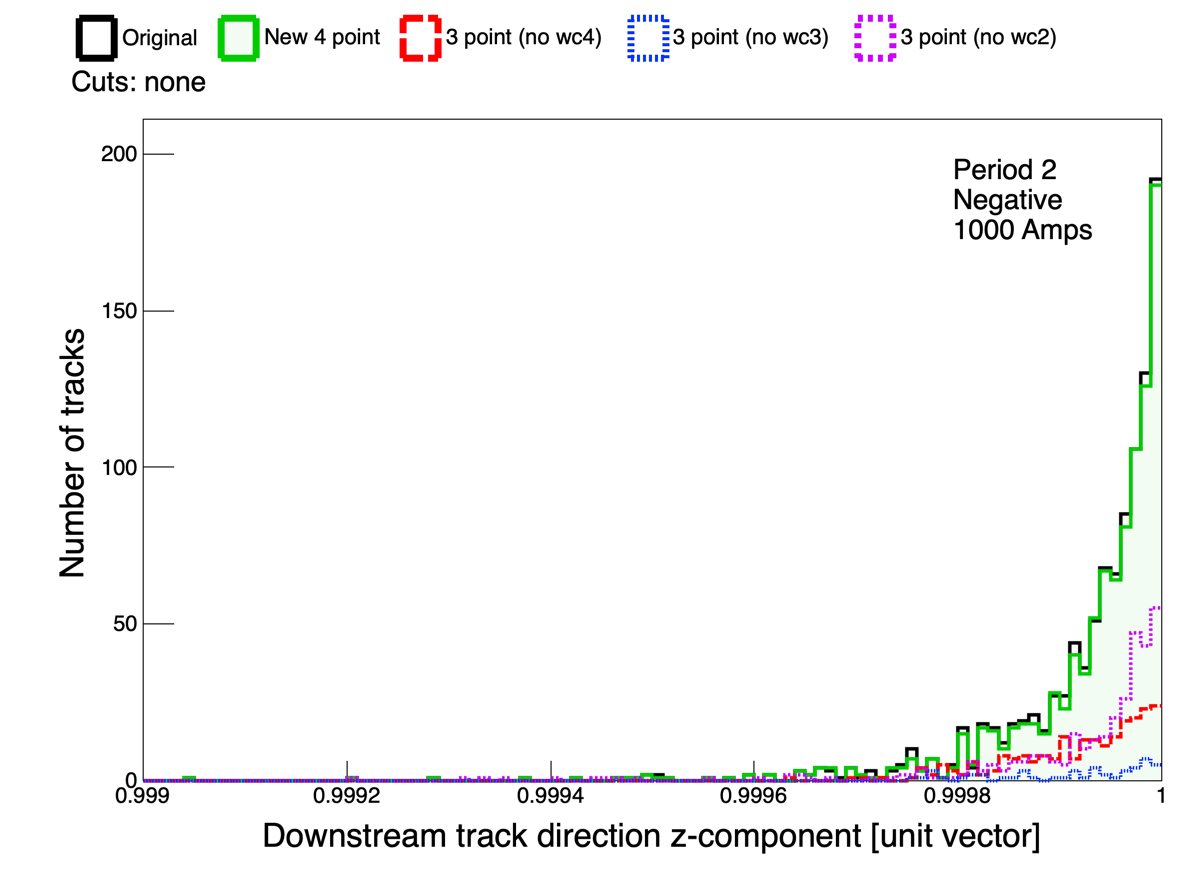 Original New 4 point 3 point (no wc4) 3 point (no wc3) 3 point (no wc2)
Cuts: none
Period 2
Negative
1000 Amps
200
150
100
50
0
Number of tracks
0.999 0.9992 0.9994 0.9996 0.9998 1
Downstream track direction z-component [unit vector]